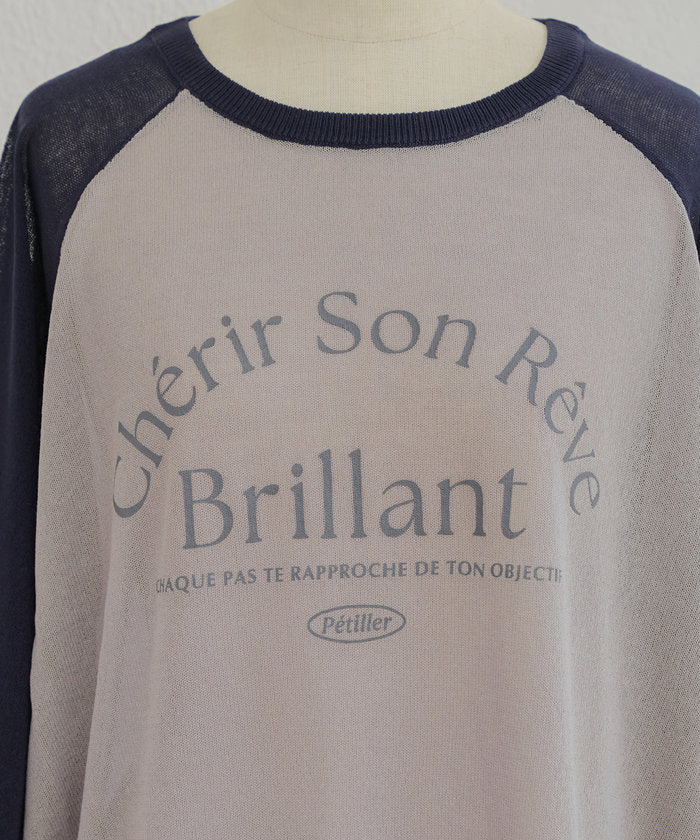 Chérir Son Rêve
Brillant
CHAQUE PAS TE RAPPROCHE DE TON OBJECTIF
Pétiller